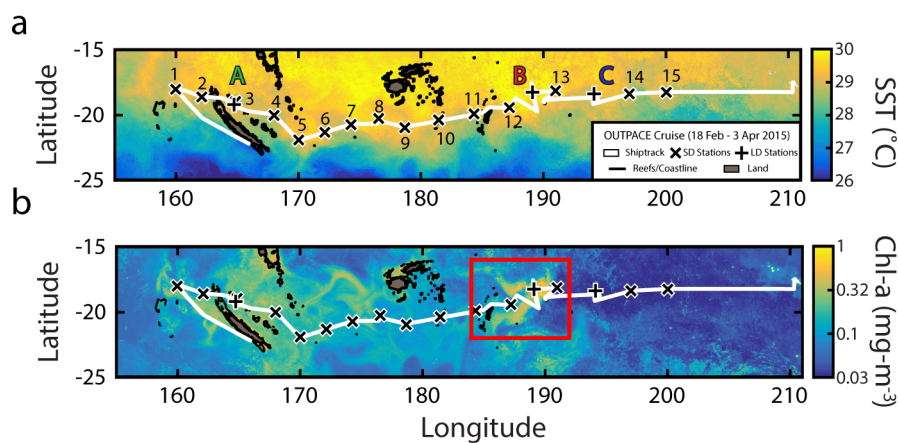 a
-15
-20
-25
Latitude
1 2 A 3 4 5 6 7 8 9 10 11 12 B 13 C 14 15
OUTPACE Cruise (18 Feb - 3 Apr 2015)
Shiptrack SD Stations LD Stations
Reefs/Coastline Land
160 170 180 190 200 210
30
29
28
27
26
SST (°C)
b
-15
-20
-25
Latitude
160 170 180 190 200 210
Longitude
1
0.32
0.1
0.03
Chl-a (mg-m⁻³)